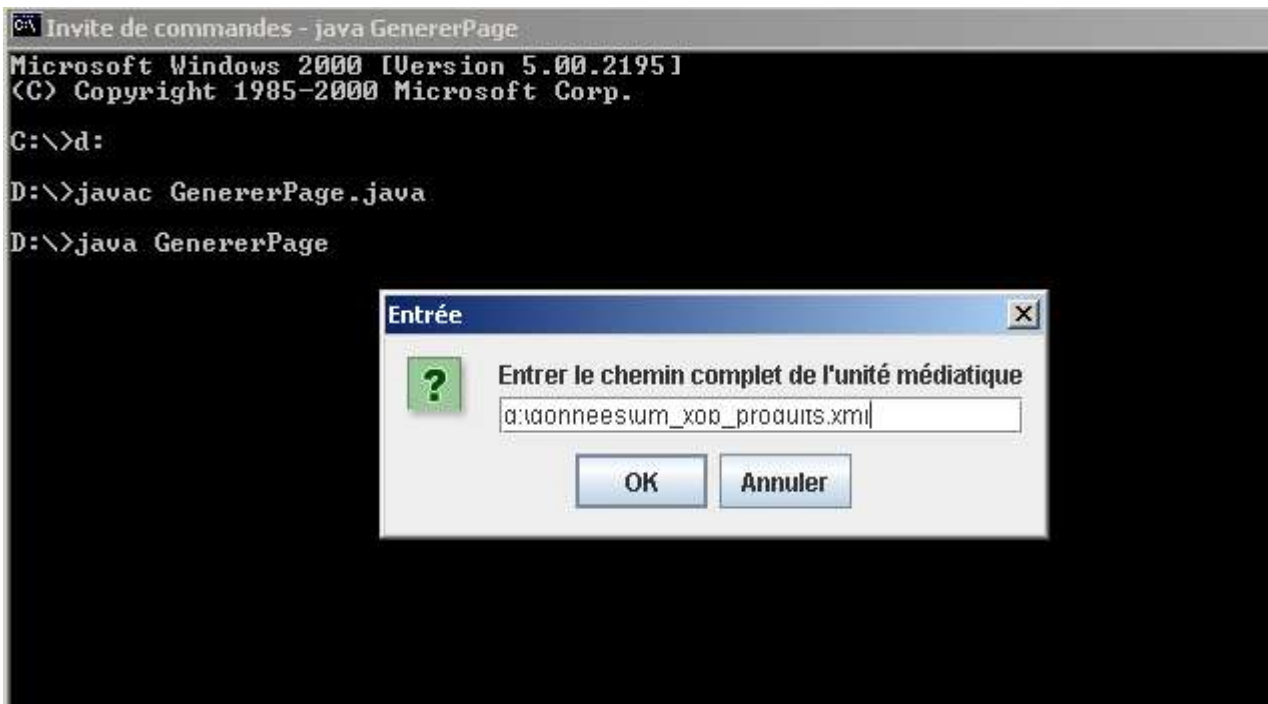 Invite de commandes - java GenererPage
Microsoft Windows 2000 [Version 5.00.2195]
(C) Copyright 1985-2000 Microsoft Corp.
C:\>d:
D:\>javac GenererPage.java
D:\>java GenererPage
Entrée
Entrer le chemin complet de l'unité médiatique
d:\donnees\um_xob_produits.xml
OK
Annuler